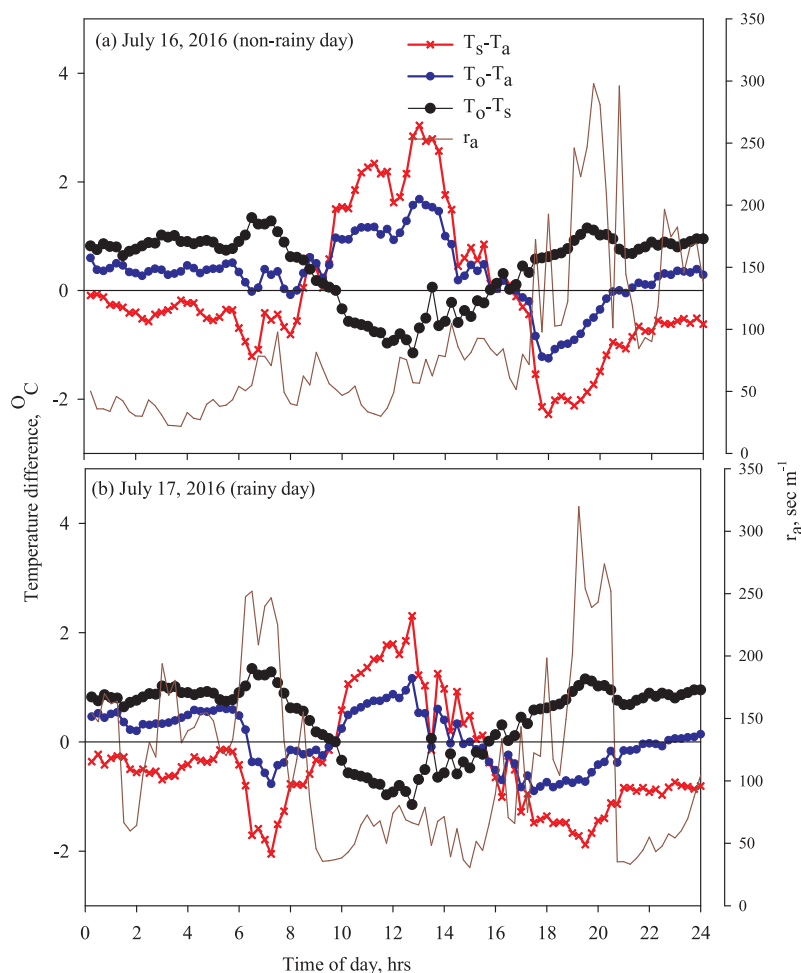 (a) July 16, 2016 (non-rainy day)
Ts-Ta
To-Ta
To-Ts
ra
4
2
0
-2
350
300
250
200
150
100
50
0
Temperature difference, OC
ra, sec m-1
(b) July 17, 2016 (rainy day)
4
2
0
-2
350
300
250
200
150
100
50
0
0 2 4 6 8 10 12 14 16 18 20 22 24
Time of day, hrs